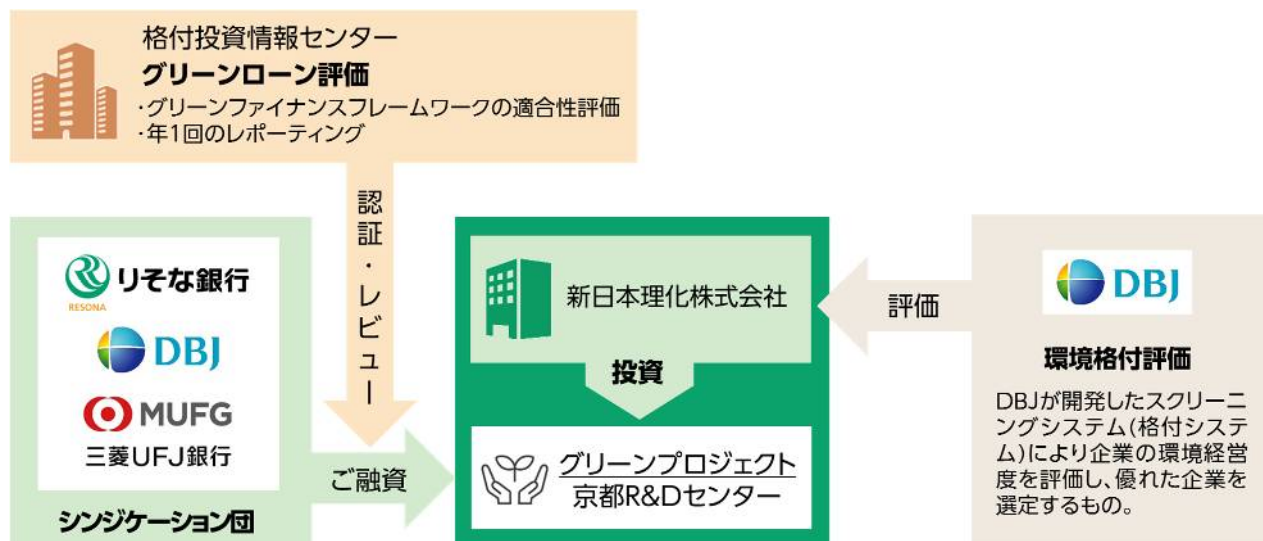 格付投資情報センター
グリーンローン評価
・グリーンファイナンスフレームワークの適合性評価
・年1回のレポーティング
認証・レビュー
りそな銀行
RESONA
DBJ
MUFG
三菱UFJ銀行
シンジケーション団
ご融資
新日本理化株式会社
投資
グリーンプロジェクト
京都R&Dセンター
評価
DBJ
環境格付評価
DBJが開発したスクリーニ
ングシステム(格付システ
ム)により企業の環境経営
度を評価し、優れた企業を
選定するもの。